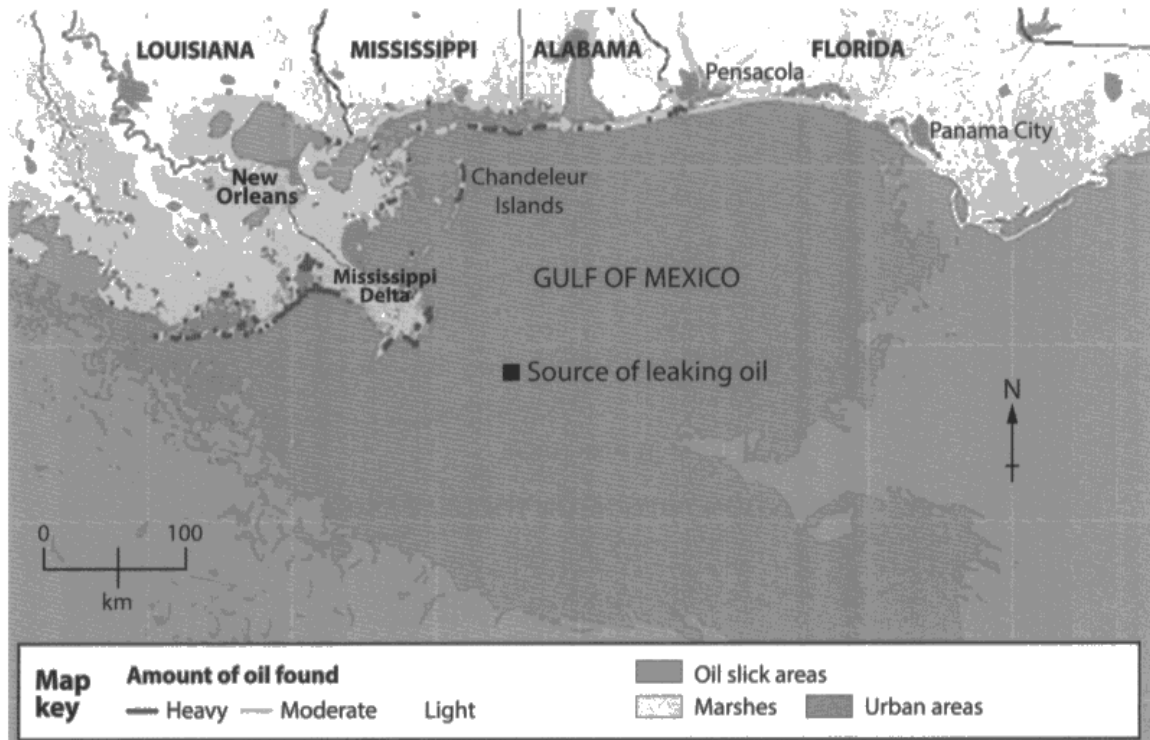 LOUISIANA
MISSISSIPPI
ALABAMA
FLORIDA
Pensacola
Panama City
New
Orleans
Chandeleur
Islands
Mississippi
Delta
GULF OF MEXICO
Source of leaking oil
N
0 100
km
Map
key
Amount of oil found
Heavy Moderate Light
Oil slick areas
Marshes Urban areas